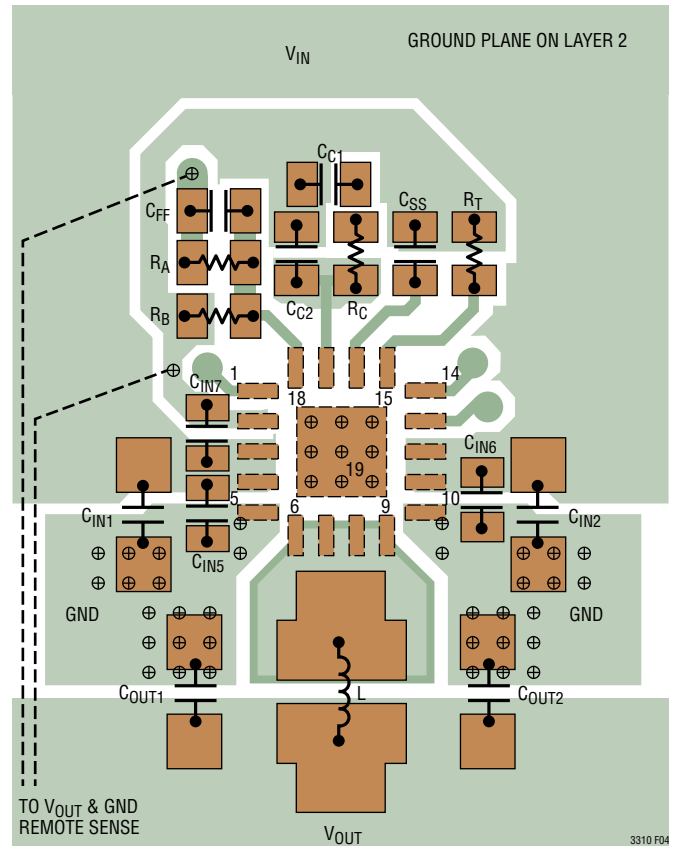 GROUND PLANE ON LAYER 2
VIN
CC1
CFF
CSS
RT
RA
RB
CC2
RC
1
CIN7
18
15
14
19
CIN6
5
6
9
10
CIN1
CIN5
CIN2
GND
GND
COUT1
L
COUT2
TO VOUT & GND
REMOTE SENSE
VOUT
3310 F04